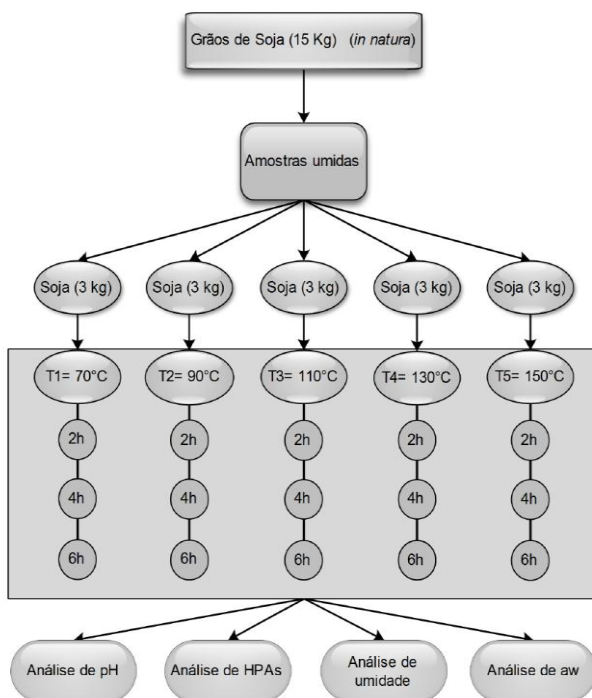 Grãos de Soja (15 Kg) (in natura)
Amostras umidas
Soja (3 kg) Soja (3 kg) Soja (3 kg) Soja (3 kg) Soja (3 kg)
T1= 70°C T2= 90°C T3= 110°C T4= 130°C T5= 150°C
2h 2h 2h 2h 2h
4h 4h 4h 4h 4h
6h 6h 6h 6h 6h
Análise de pH Análise de HPAs Análise de
umidade Análise de aw